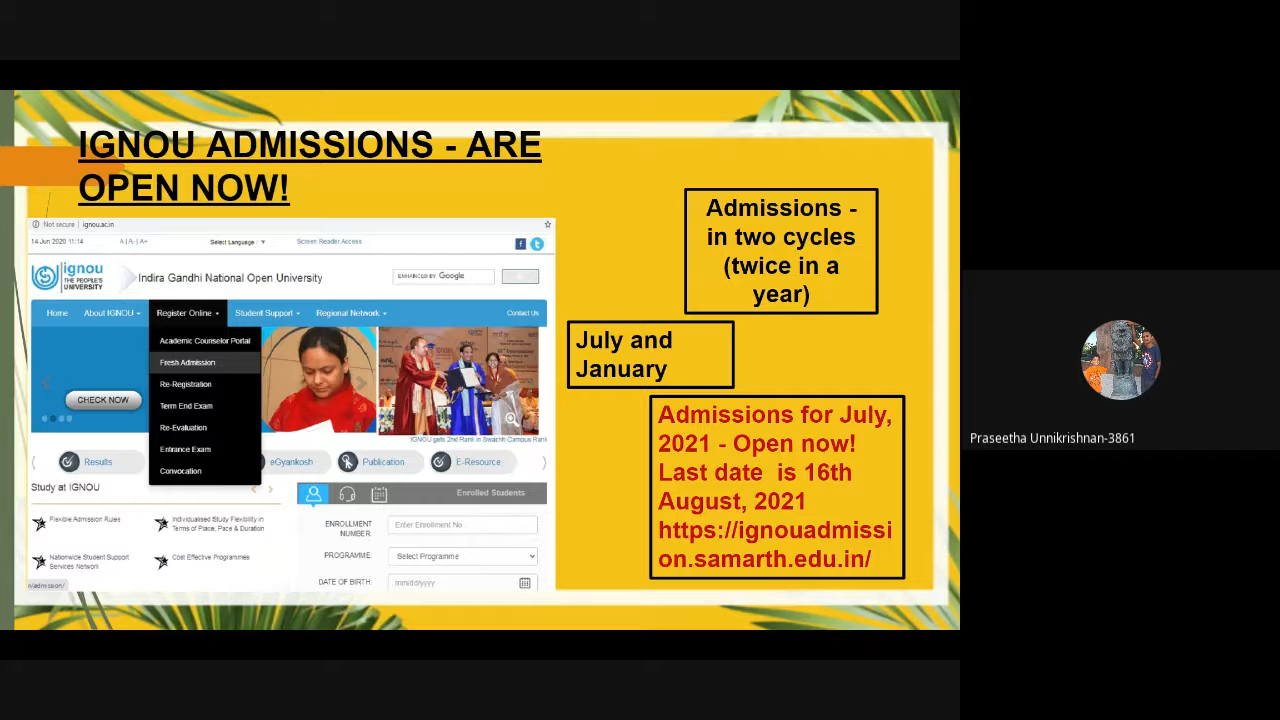 IGNOU ADMISSIONS - ARE
OPEN NOW!
Not secure | ignou.ac.in
14 Jun 2020 11:14
A | A- | A+
Select Language
Screen Reader Access
ignou
THE PEOPLE'S
UNIVERSITY
Indira Gandhi National Open University
ENHANCED BY Google
Home
About IGNOU
Register Online
Student Support
Regional Network
Contact Us
Academic Counselor Portal
Fresh Admission
Re-Registration
Term End Exam
Re-Evaluation
Entrance Exam
Convocation
CHECK NOW
IGNOU gets 2nd Rank in Swachh Campus Rank
Results
eGyankosh
Publication
E-Resource
Study at IGNOU
Enrolled Students
Flexible Admission Rules
Individualised Study Flexibility in
Terms of Place, Pace & Duration
Nationwide Student Support
Services Network
Cost Effective Programmes
ENROLLMENT
NUMBER:
Enter Enrollment No
PROGRAMME:
Select Programme
DATE OF BIRTH:
mm/dd/yyyy
n/admission/
Admissions -
in two cycles
(twice in a
year)
July and
January
Admissions for July,
2021 - Open now!
Last date is 16th
August, 2021
https://ignouadmissi
on.samarth.edu.in/
Praseetha Unnikrishnan-3861